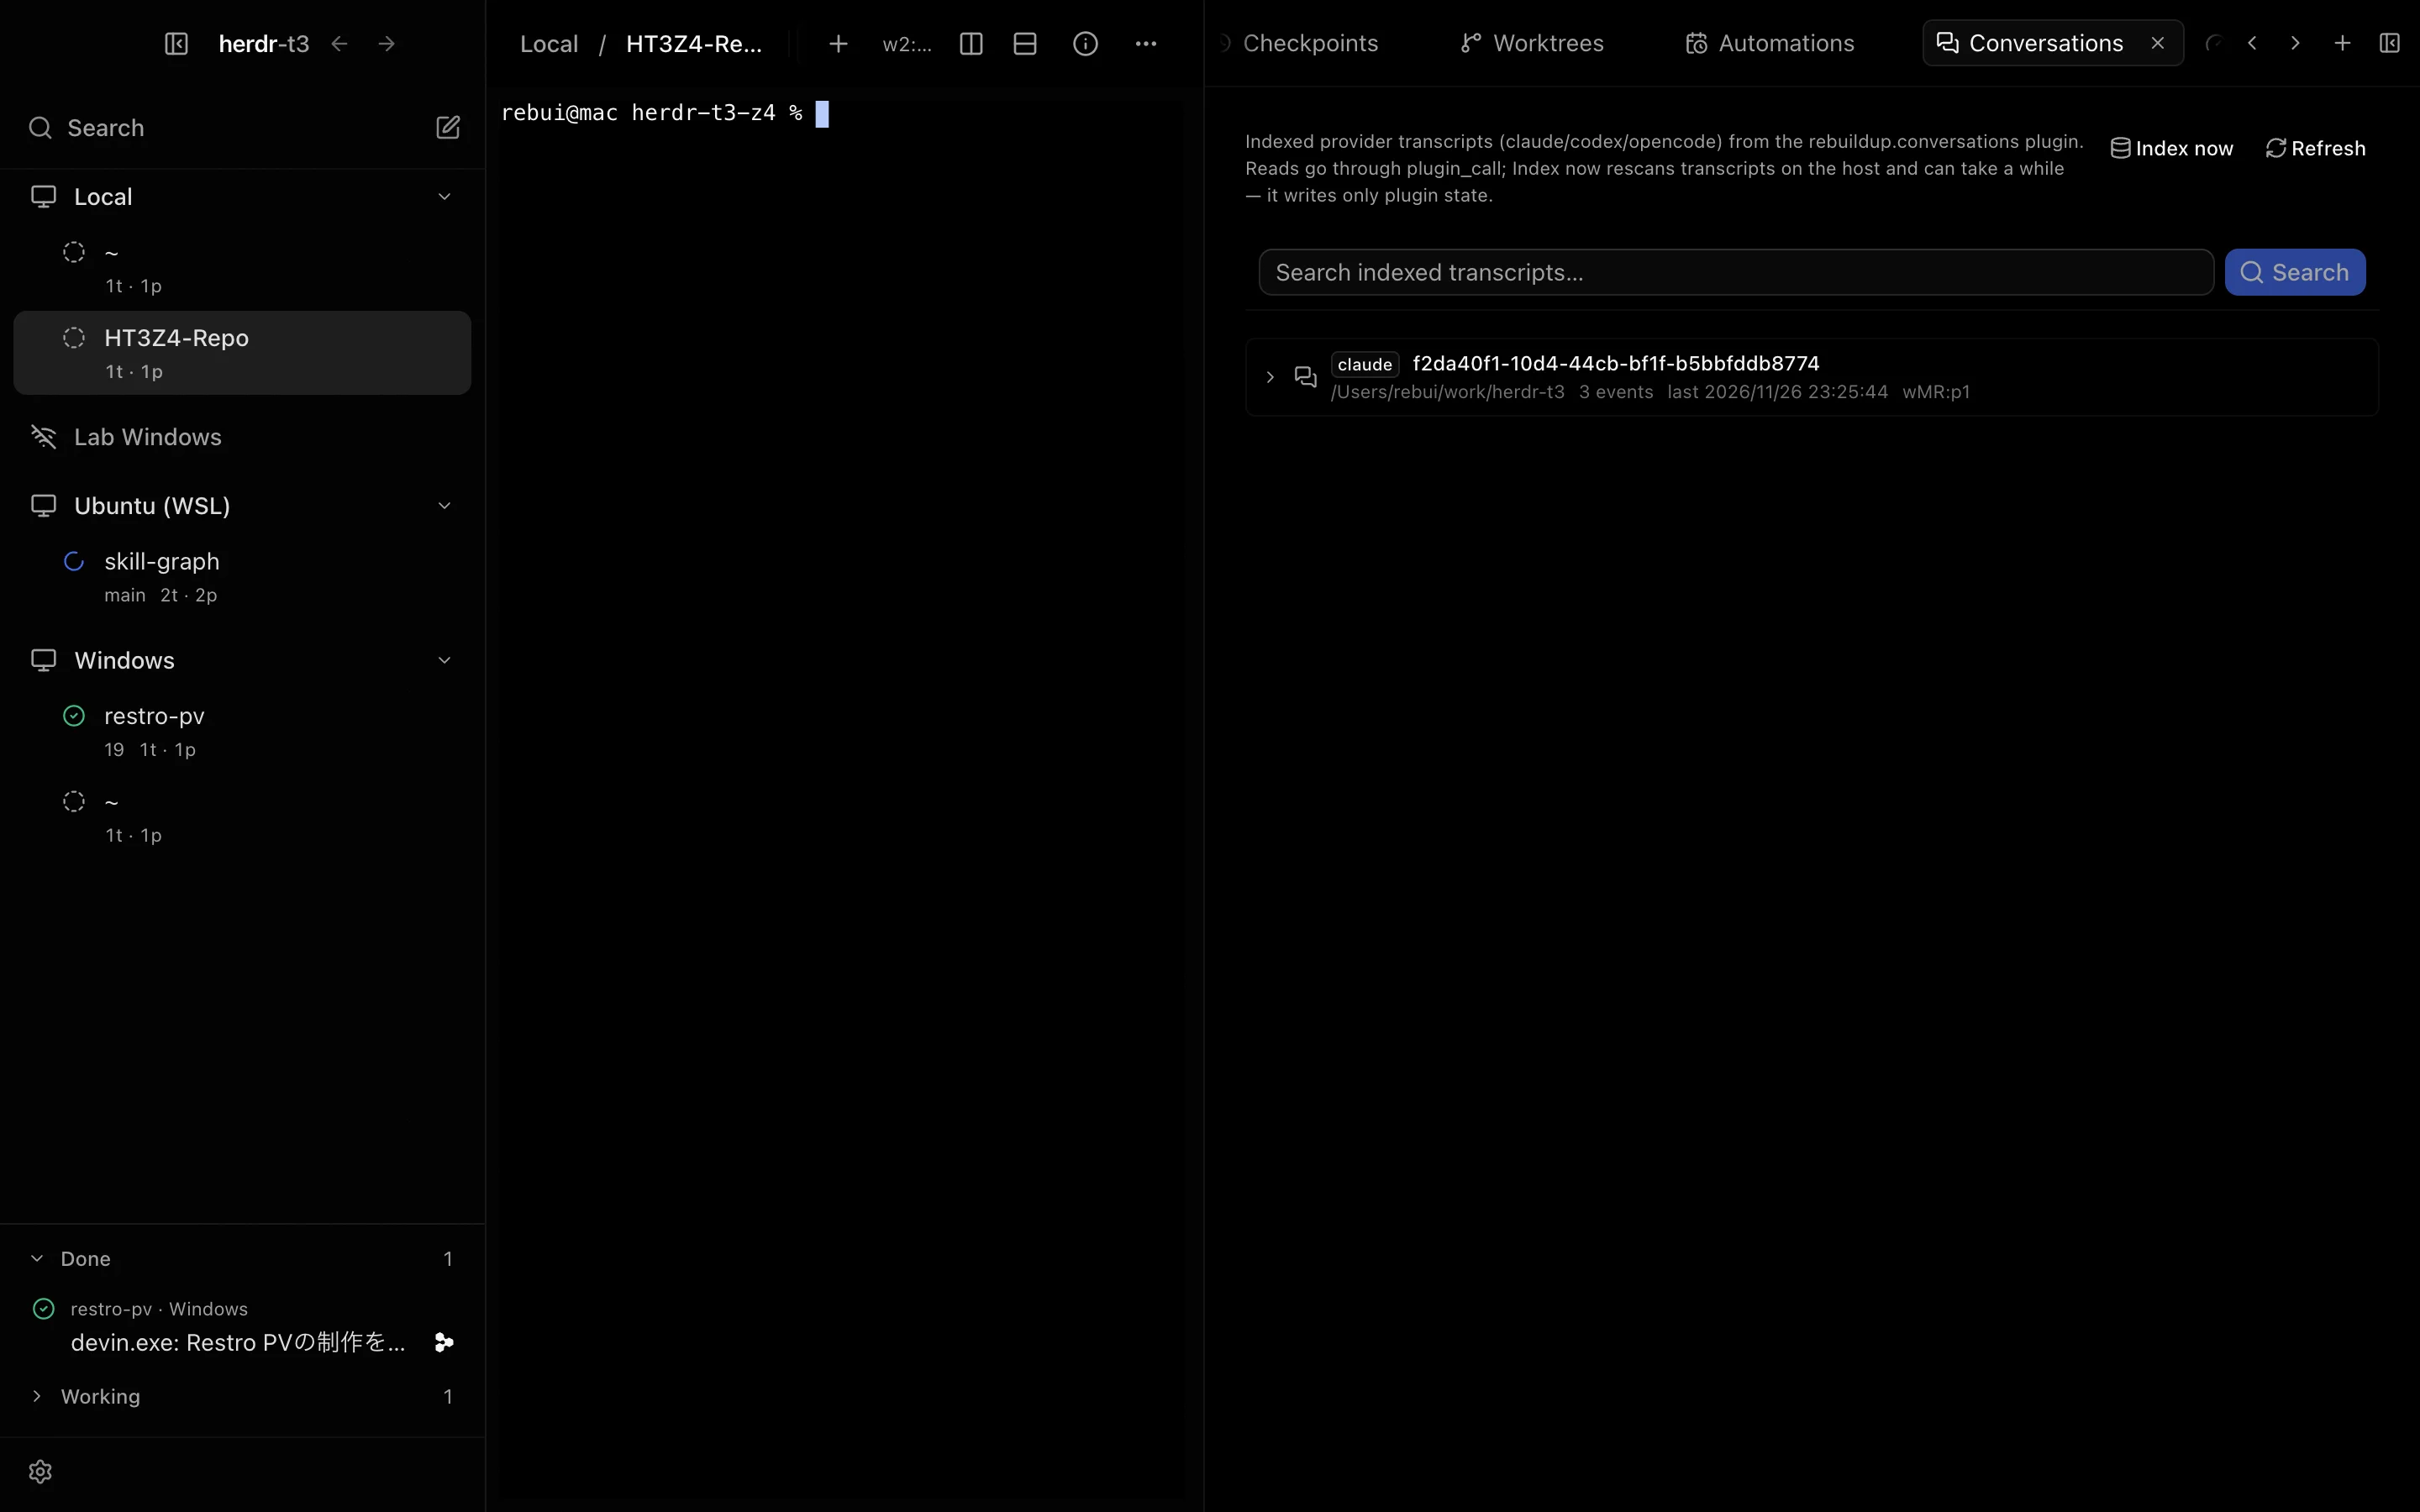 herdr-t3
Search
Local
~
1t · 1p
HT3Z4-Repo
1t · 1p
Lab Windows
Ubuntu (WSL)
skill-graph
main 2t · 2p
Windows
restro-pv
19 1t · 1p
~
1t · 1p
Done 1
restro-pv · Windows
devin.exe: Restro PVの制作を...
Working 1
Local / HT3Z4-Re... w2:...
rebui@mac herdr-t3-z4 %
Checkpoints Worktrees Automations Conversations
Indexed provider transcripts (claude/codex/opencode) from the rebuildup.conversations plugin.
Reads go through plugin_call; Index now rescans transcripts on the host and can take a while
— it writes only plugin state.
Index now Refresh
Search indexed transcripts... Search
claude f2da40f1-10d4-44cb-bf1f-b5bbfddb8774
/Users/rebui/work/herdr-t3 3 events last 2026/11/26 23:25:44 wMR:p1